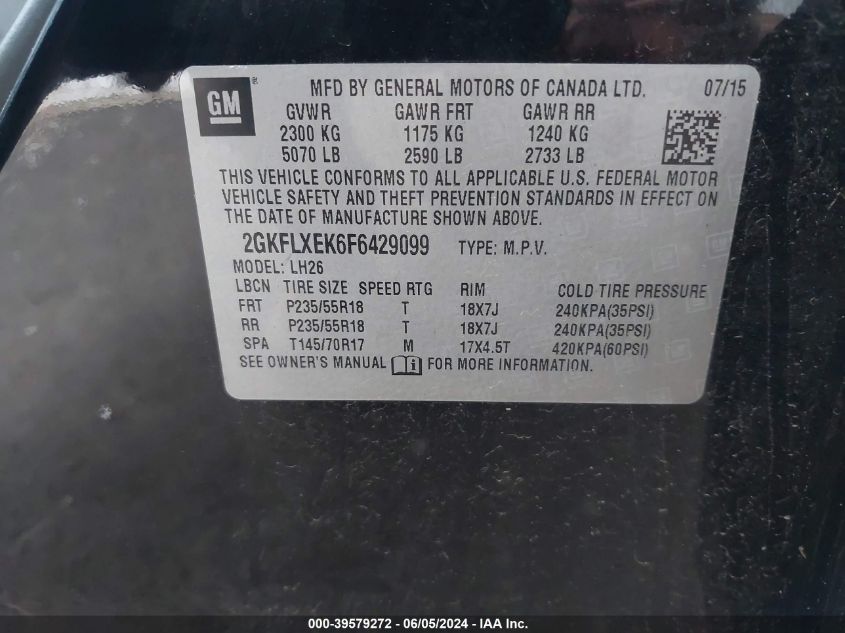 GM ® MFD BY GENERAL MOTORS OF CANADA LTD. 07/15
GVWR GAWR FRT GAWR RR
2300 KG 1175 KG 1240 KG
5070 LB 2590 LB 2733 LB
THIS VEHICLE CONFORMS TO ALL APPLICABLE U.S. FEDERAL MOTOR
VEHICLE SAFETY AND THEFT PREVENTION STANDARDS IN EFFECT ON
THE DATE OF MANUFACTURE SHOWN ABOVE.
2GKFLXEK6F6429099 TYPE: M.P.V.
MODEL: LH26
LBCN TIRE SIZE SPEED RTG RIM COLD TIRE PRESSURE
FRT P235/55R18 T 18X7J 240KPA(35PSI)
RR P235/55R18 T 18X7J 240KPA(35PSI)
SPA T145/70R17 M 17X4.5T 420KPA(60PSI)
SEE OWNER'S MANUAL i FOR MORE INFORMATION.
000-39579272 - 06/05/2024 - IAA Inc.